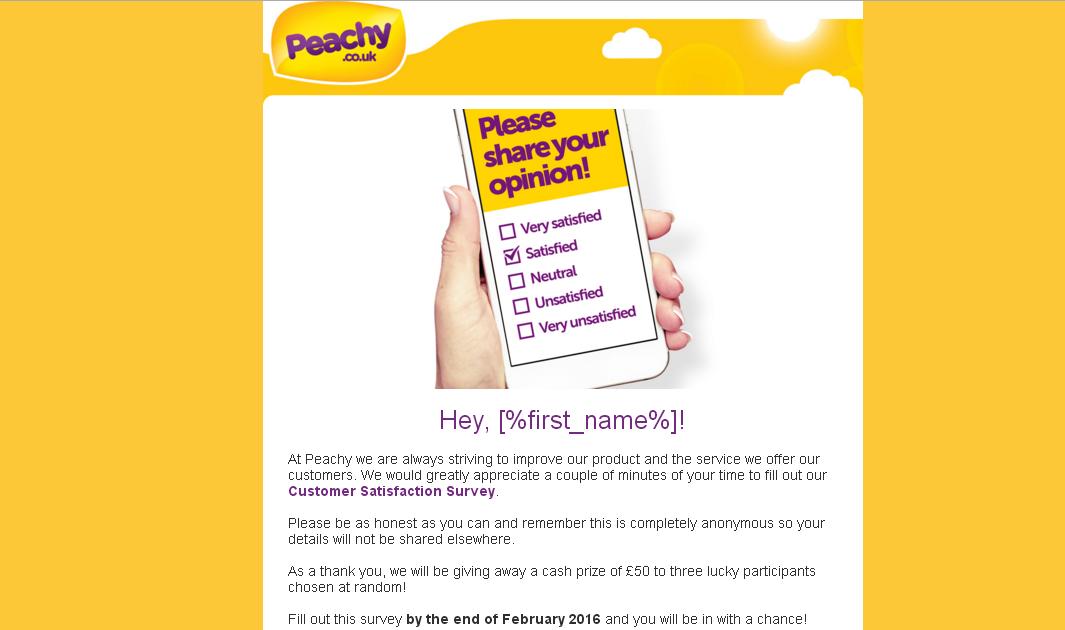 Peachy
.co.uk
Please
share your
opinion!
Very satisfied
Satisfied
Neutral
Unsatisfied
Very unsatisfied
Hey, [%first_name%]!
At Peachy we are always striving to improve our product and the service we offer our
customers. We would greatly appreciate a couple of minutes of your time to fill out our
Customer Satisfaction Survey.
Please be as honest as you can and remember this is completely anonymous so your
details will not be shared elsewhere.
As a thank you, we will be giving away a cash prize of £50 to three lucky participants
chosen at random!
Fill out this survey by the end of February 2016 and you will be in with a chance!